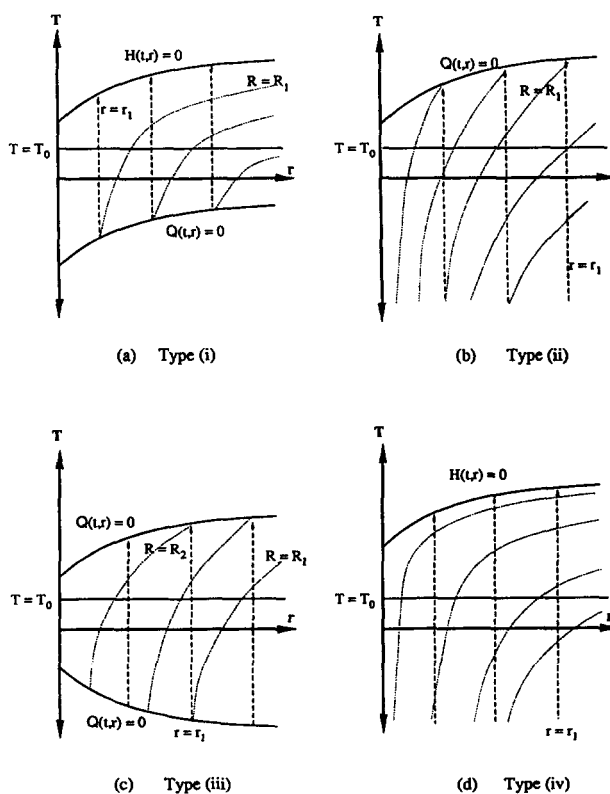 T
H(t,r) = 0
R = R₁
r = r₁
T = T₀
r
Q(t,r) = 0
(a) Type (i)
T
Q(t,r) = 0
R = R₁
T = T₀
r
r = r₁
(b) Type (ii)
T
Q(t,r) = 0
R = R₂
R = R₁
T = T₀
r
Q(t,r) = 0
r = r₁
(c) Type (iii)
T
H(t,r) = 0
T = T₀
r
r = r₁
(d) Type (iv)